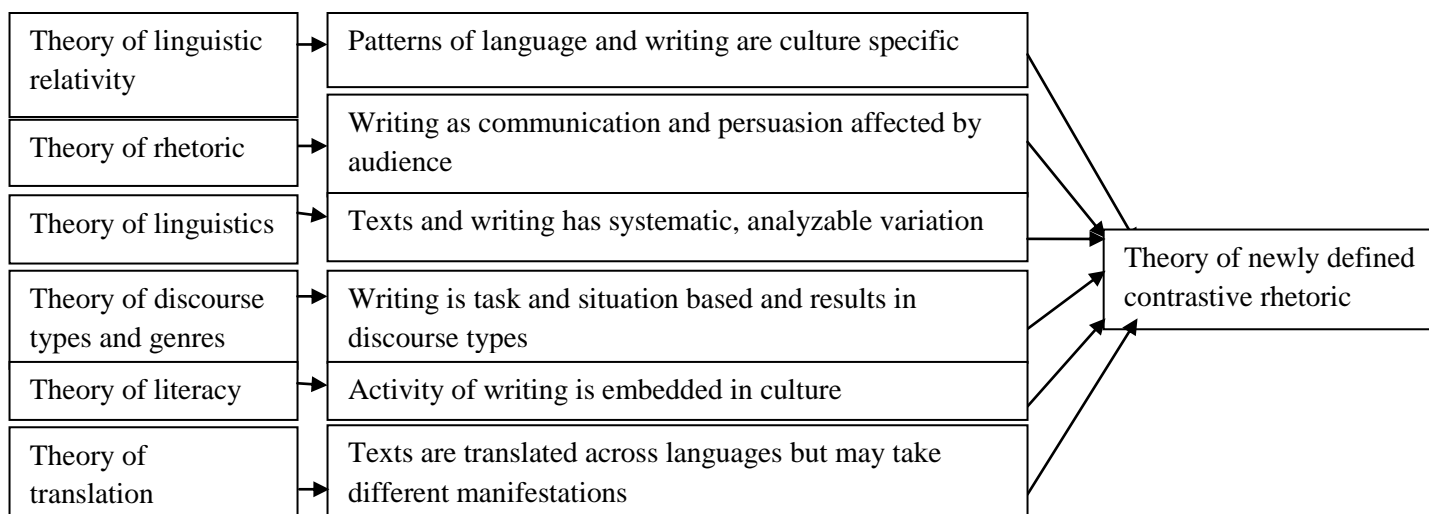 Theory of linguistic
relativity
Patterns of language and writing are culture specific
Theory of rhetoric
Writing as communication and persuasion affected by
audience
Theory of linguistics
Texts and writing has systematic, analyzable variation
Theory of discourse
types and genres
Writing is task and situation based and results in
discourse types
Theory of literacy
Activity of writing is embedded in culture
Theory of
translation
Texts are translated across languages but may take
different manifestations
Theory of newly defined
contrastive rhetoric